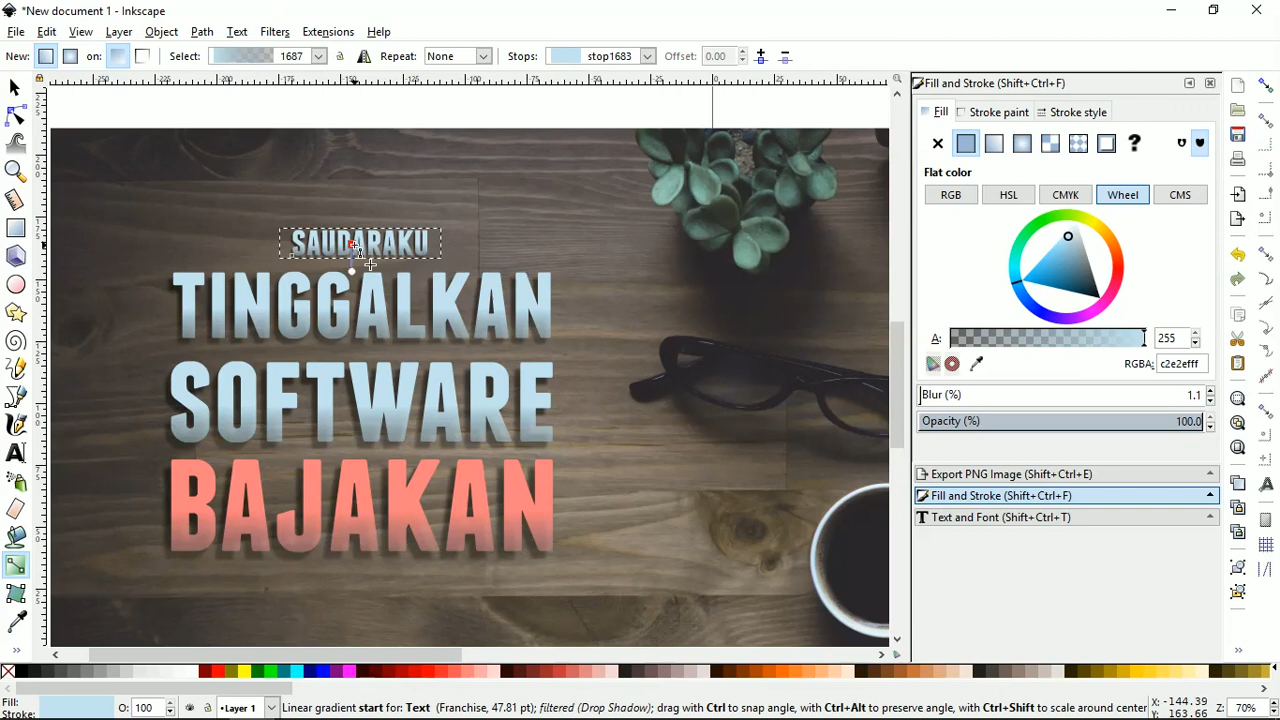 *New document 1 - Inkscape
File Edit View Layer Object Path Text Filters Extensions Help
New: on: Select: 1687 Repeat: None Stops: stop1683 Offset: 0.00
Fill and Stroke (Shift+Ctrl+F)
Fill Stroke paint Stroke style
?
Flat color
RGB HSL CMYK Wheel CMS
A: 255
RGBA: c2e2efff
Blur (%) 1.1
Opacity (%) 100.0
Export PNG Image (Shift+Ctrl+E)
Fill and Stroke (Shift+Ctrl+F)
Text and Font (Shift+Ctrl+T)
SAUDARAKU
TINGGALKAN
SOFTWARE
BAJAKAN
Fill:
Stroke:
O: 100
Layer 1
Linear gradient start for: Text (Franchise, 47.81 pt); filtered (Drop Shadow); drag with Ctrl to snap angle, with Ctrl+Alt to preserve angle, with Ctrl+Shift to scale around center
X: -144.39
Y: 163.66
Z: 70%